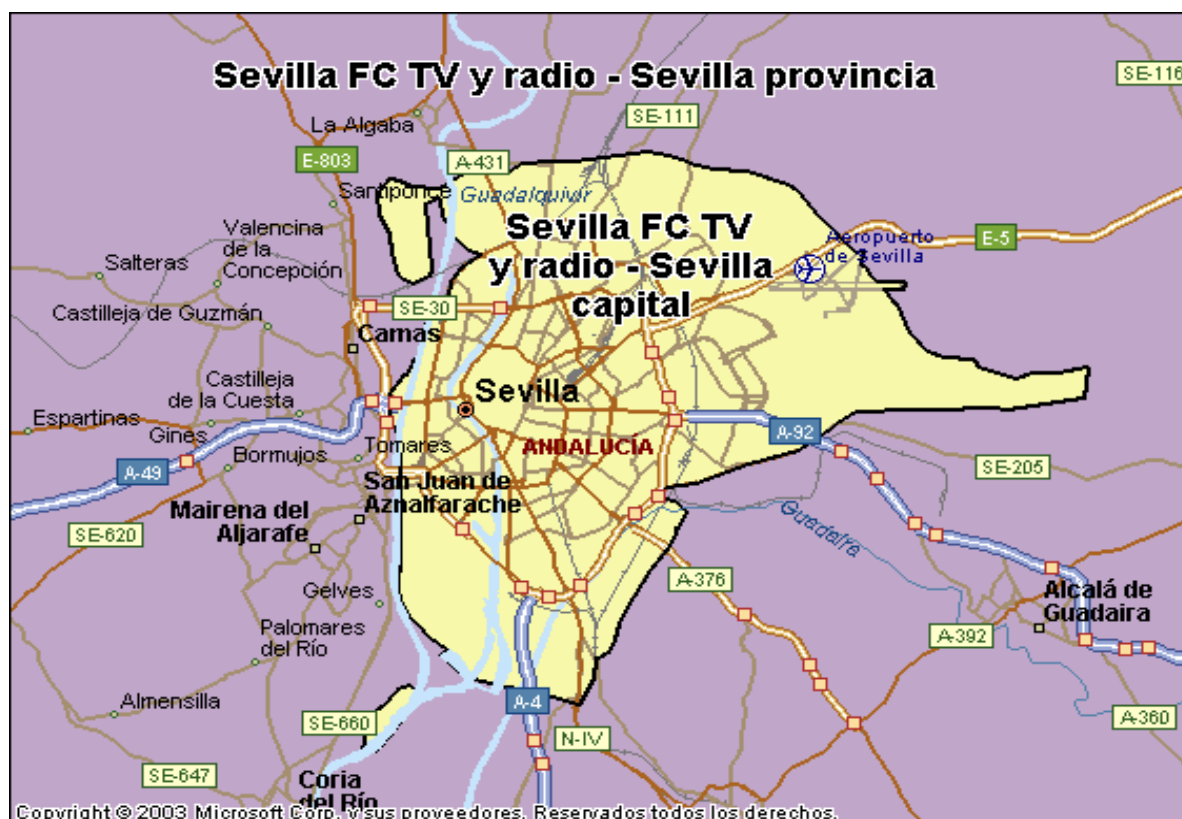 Sevilla FC TV y radio - Sevilla provincia
SE-116
La Algaba
SE-111
E-803
A-431
Santiponce
Guadalquivir
Valencina
de la
Concepción
Sevilla FC TV
y radio - Sevilla
capital
Aeropuerto
de Sevilla
E-5
Salteras
SE-30
Castilleja de Guzmán
Camas
Castilleja
de la Cuesta
Sevilla
Espartinas
Gines
Tomares
ANDALUCÍA
A-92
Bormujos
A-49
SE-205
San Juan de
Aznalfarache
Mairena del
Aljarafe
SE-620
Guadaira
Gelves
A-376
Alcalá de
Guadaira
Palomares
del Río
A-392
Almensilla
SE-660
A-4
A-360
N-IV
SE-647
Coria
del Río
Copyright © 2003 Microsoft Corp. y sus proveedores. Reservados todos los derechos.